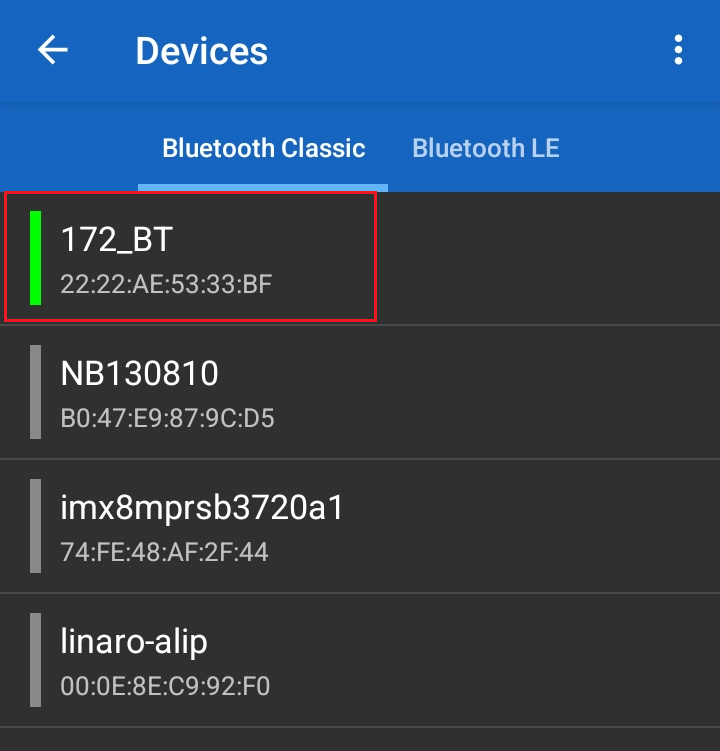 Devices
Bluetooth Classic
Bluetooth LE
172_BT
22:22:AE:53:33:BF
NB130810
B0:47:E9:87:9C:D5
imx8mprsb3720a1
74:FE:48:AF:2F:44
linaro-alip
00:0E:8E:C9:92:F0